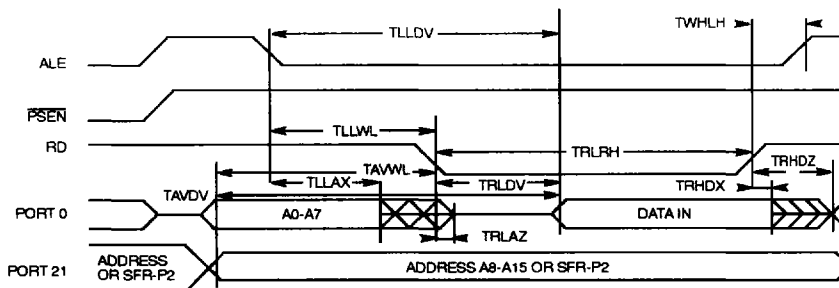 TLLDV
TWHLH
ALE
PSEN
TLLWL
RD
TAVWL
TRLRH
TRHDZ
TAVDV
TLLAX
TRLDV
TRHDX
PORT 0
A0-A7
DATA IN
TRLAZ
ADDRESS
OR SFR-P2
PORT 21
ADDRESS A8-A15 OR SFR-P2